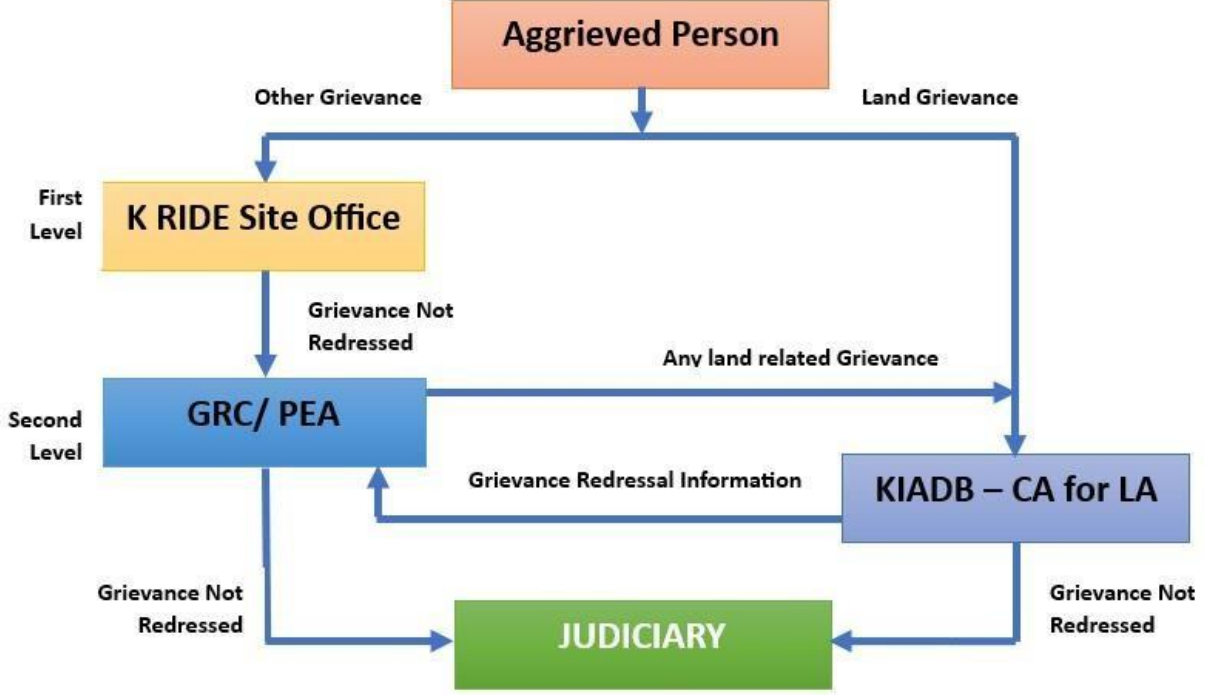 Aggrieved Person
Other Grievance
Land Grievance
First
Level
K RIDE Site Office
Grievance Not
Redressed
Any land related Grievance
Second
Level
GRC/ PEA
Grievance Redressal Information
KIADB – CA for LA
Grievance Not
Redressed
Grievance Not
Redressed
JUDICIARY